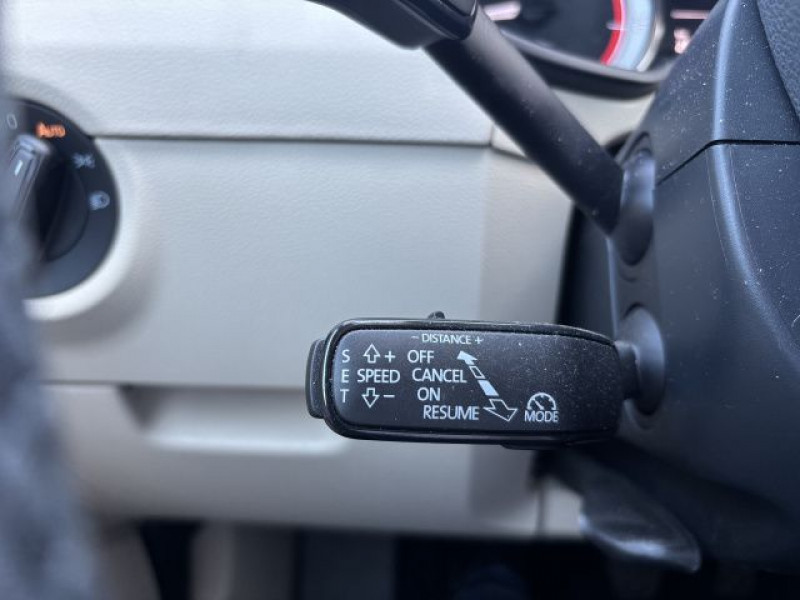 AUTO
- DISTANCE +
S
E
T
+ OFF
SPEED CANCEL
- ON
RESUME
MODE